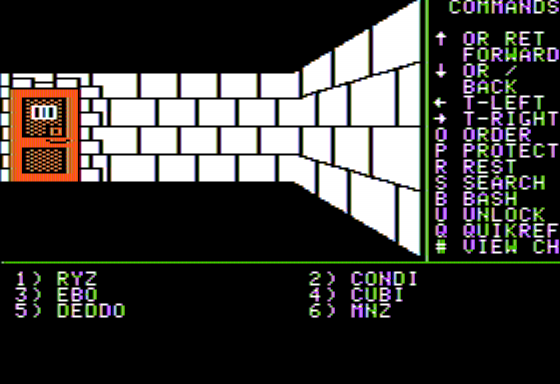 COMMANDS
↑ OR RET
FORWARD
↓ OR /
BACK
← T-LEFT
→ T-RIGHT
O ORDER
P PROTECT
R REST
S SEARCH
B BASH
U UNLOCK
Q QUIKREF
# VIEW CH
1) RYZ 2) CONDI
3) EBO 4) CUBI
5) DEDDO 6) MNZ